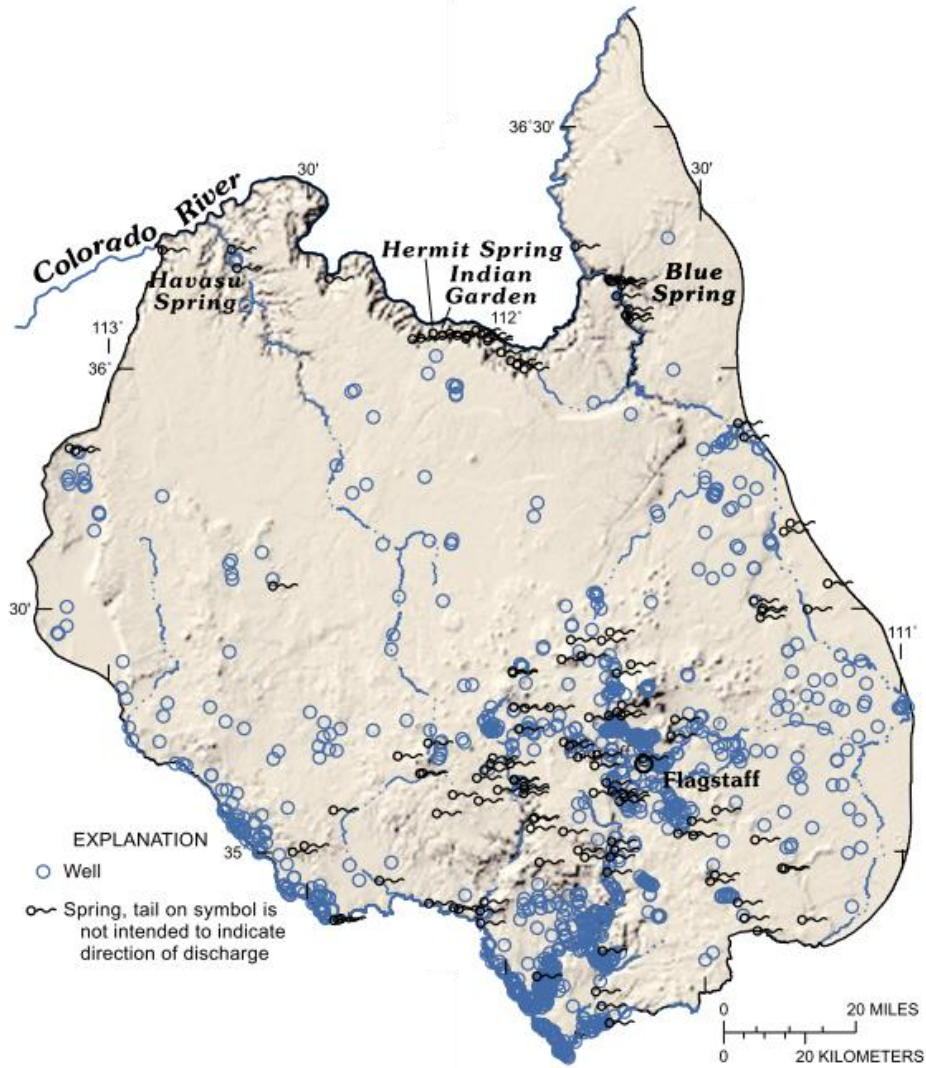 36°30'
30'
30'
Colorado River
Hermit Spring
Indian
Garden
Blue
Spring
Havasu
Spring
112°
113°
36°
30'
111°
Flagstaff
EXPLANATION
35°
Well
Spring, tail on symbol is
not intended to indicate
direction of discharge
0 20 MILES
0 20 KILOMETERS